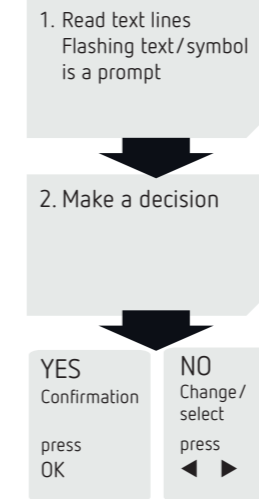 1. Read text lines
Flashing text/symbol
is a prompt
2. Make a decision
YES
Confirmation
press
OK
NO
Change/
select
press
◄ ►